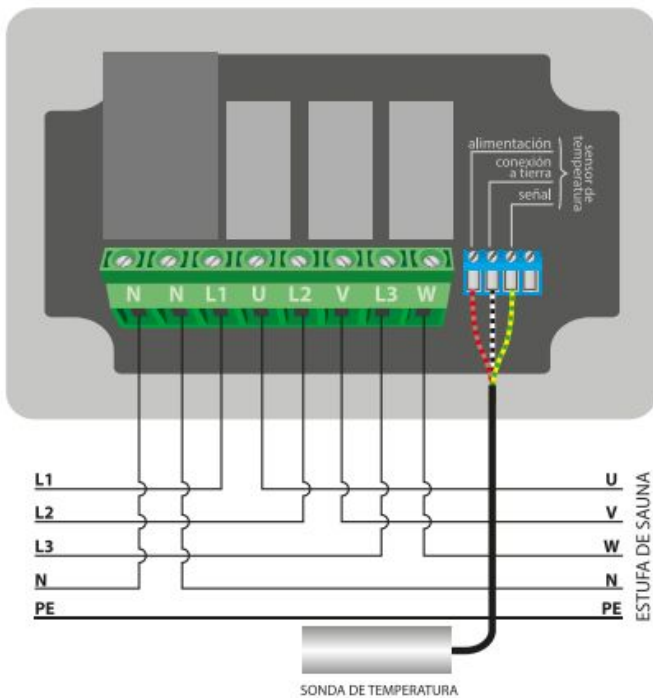 alimentación
conexión
a tierra
señal
sensor de
temperatura
N N L1 U L2 V L3 W
L1 U
L2 V
L3 W
N N
PE PE
ESTUFA DE SAUNA
SONDA DE TEMPERATURA